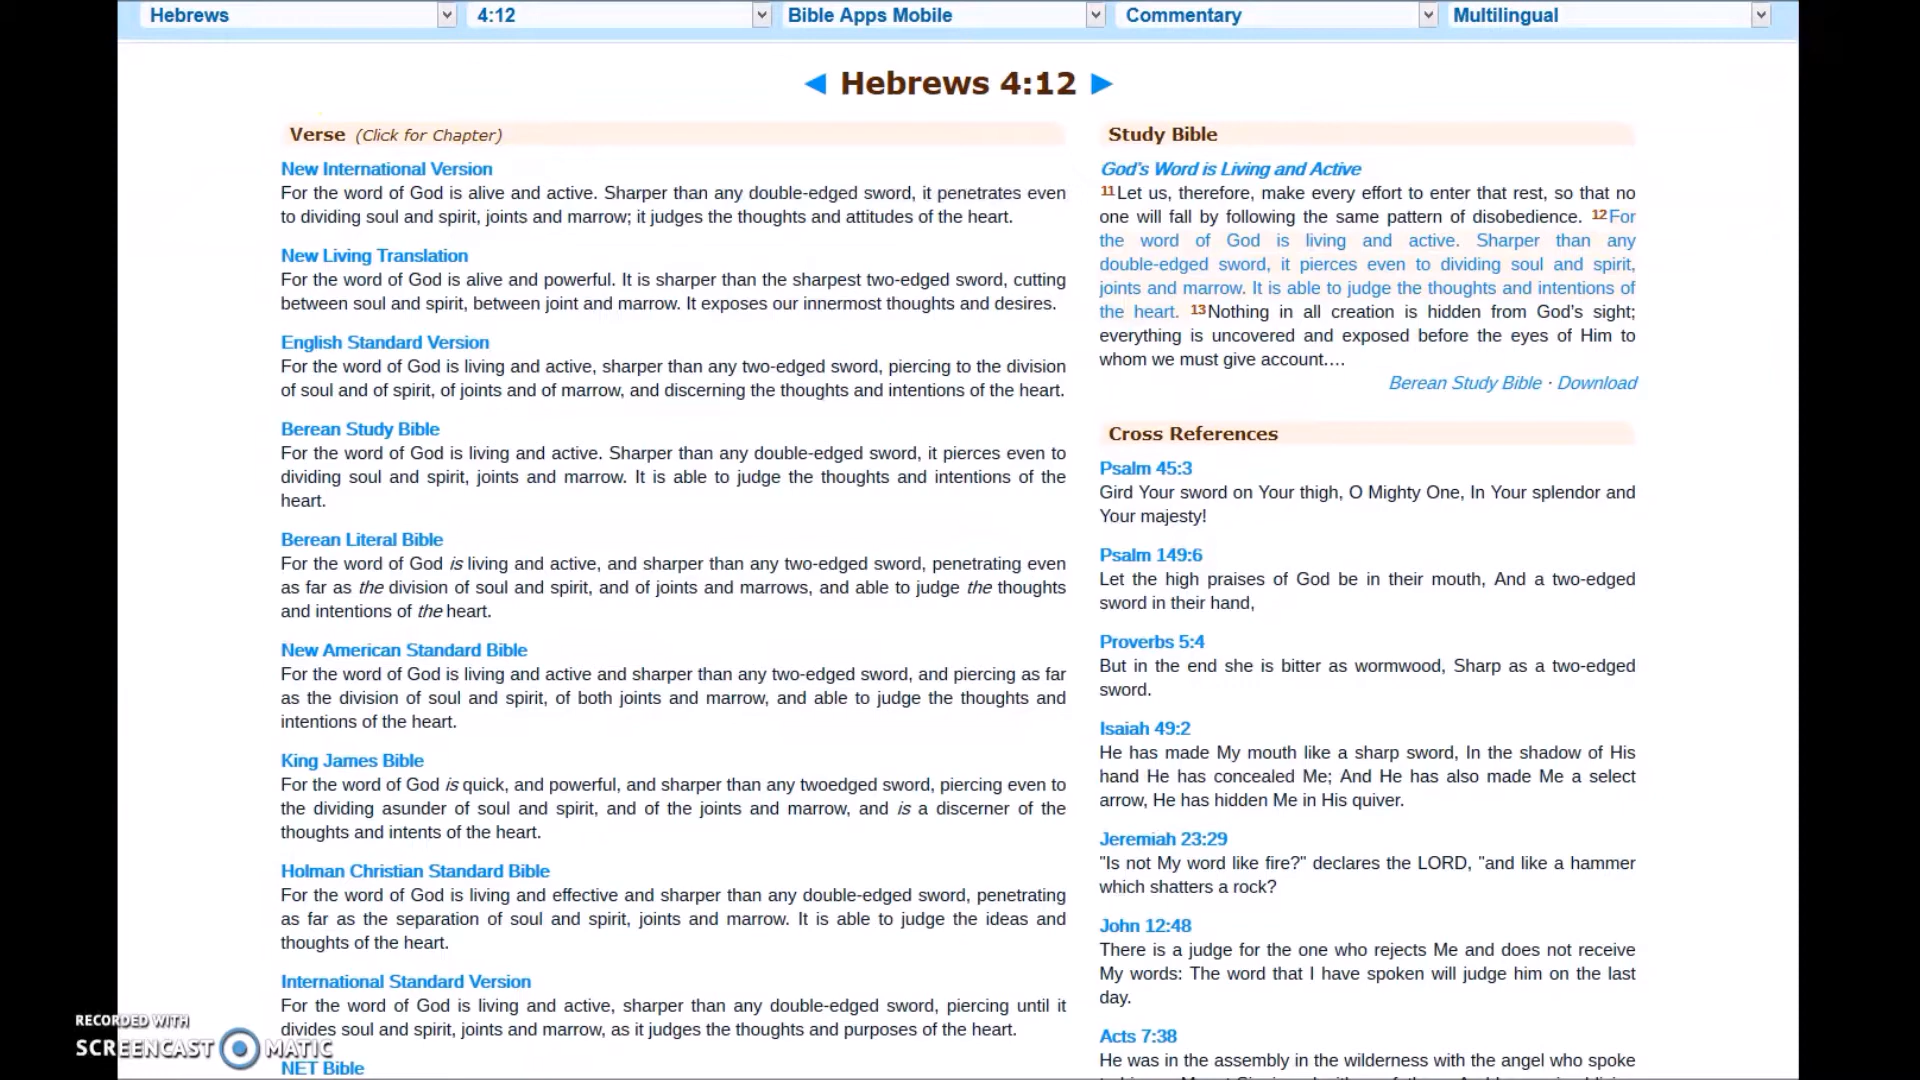 Hebrews 4:12 Bible Apps Mobile Commentary Multilingual
◄ Hebrews 4:12 ►
Verse (Click for Chapter)
New International Version
For the word of God is alive and active. Sharper than any double-edged sword, it penetrates even
to dividing soul and spirit, joints and marrow; it judges the thoughts and attitudes of the heart.
New Living Translation
For the word of God is alive and powerful. It is sharper than the sharpest two-edged sword, cutting
between soul and spirit, between joint and marrow. It exposes our innermost thoughts and desires.
English Standard Version
For the word of God is living and active, sharper than any two-edged sword, piercing to the division
of soul and of spirit, of joints and of marrow, and discerning the thoughts and intentions of the heart.
Berean Study Bible
For the word of God is living and active. Sharper than any double-edged sword, it pierces even to
dividing soul and spirit, joints and marrow. It is able to judge the thoughts and intentions of the
heart.
Berean Literal Bible
For the word of God is living and active, and sharper than any two-edged sword, penetrating even
as far as the division of soul and spirit, and of joints and marrows, and able to judge the thoughts
and intentions of the heart.
New American Standard Bible
For the word of God is living and active and sharper than any two-edged sword, and piercing as far
as the division of soul and spirit, of both joints and marrow, and able to judge the thoughts and
intentions of the heart.
King James Bible
For the word of God is quick, and powerful, and sharper than any twoedged sword, piercing even to
the dividing asunder of soul and spirit, and of the joints and marrow, and is a discerner of the
thoughts and intents of the heart.
Holman Christian Standard Bible
For the word of God is living and effective and sharper than any double-edged sword, penetrating
as far as the separation of soul and spirit, joints and marrow. It is able to judge the ideas and
thoughts of the heart.
International Standard Version
For the word of God is living and active, sharper than any double-edged sword, piercing until it
divides soul and spirit, joints and marrow, as it judges the thoughts and purposes of the heart.
NET Bible
Study Bible
God's Word is Living and Active
11Let us, therefore, make every effort to enter that rest, so that no
one will fall by following the same pattern of disobedience. 12For
the word of God is living and active. Sharper than any
double-edged sword, it pierces even to dividing soul and spirit,
joints and marrow. It is able to judge the thoughts and intentions of
the heart. 13Nothing in all creation is hidden from God's sight;
everything is uncovered and exposed before the eyes of Him to
whom we must give account.…
Berean Study Bible · Download
Cross References
Psalm 45:3
Gird Your sword on Your thigh, O Mighty One, In Your splendor and
Your majesty!
Psalm 149:6
Let the high praises of God be in their mouth, And a two-edged
sword in their hand,
Proverbs 5:4
But in the end she is bitter as wormwood, Sharp as a two-edged
sword.
Isaiah 49:2
He has made My mouth like a sharp sword, In the shadow of His
hand He has concealed Me; And He has also made Me a select
arrow, He has hidden Me in His quiver.
Jeremiah 23:29
"Is not My word like fire?" declares the LORD, "and like a hammer
which shatters a rock?
John 12:48
There is a judge for the one who rejects Me and does not receive
My words: The word that I have spoken will judge him on the last
day.
Acts 7:38
He was in the assembly in the wilderness with the angel who spoke
RECORDED WITH
SCREENCAST MATIC